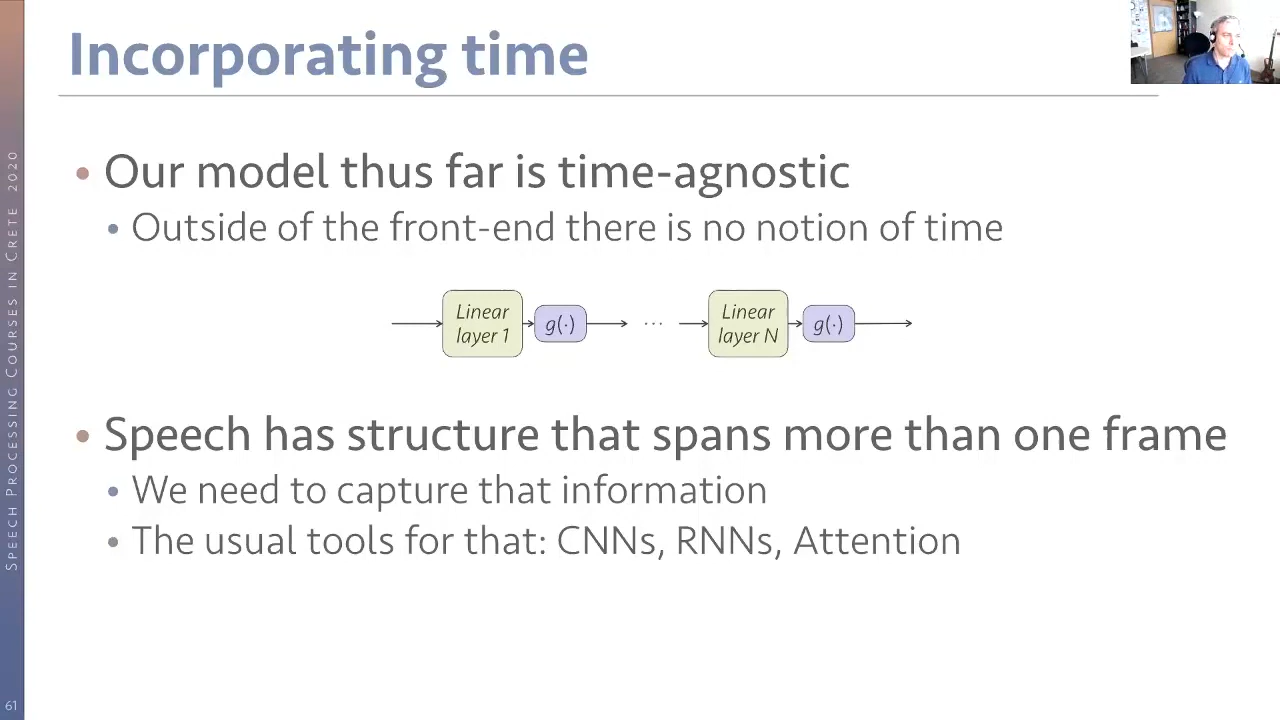 Incorporating time
• Our model thus far is time-agnostic
• Outside of the front-end there is no notion of time
Linear layer 1
g(·)
...
Linear layer N
g(·)
• Speech has structure that spans more than one frame
• We need to capture that information
• The usual tools for that: CNNs, RNNs, Attention
SPEECH PROCESSING COURSES IN CRETE 2020
61